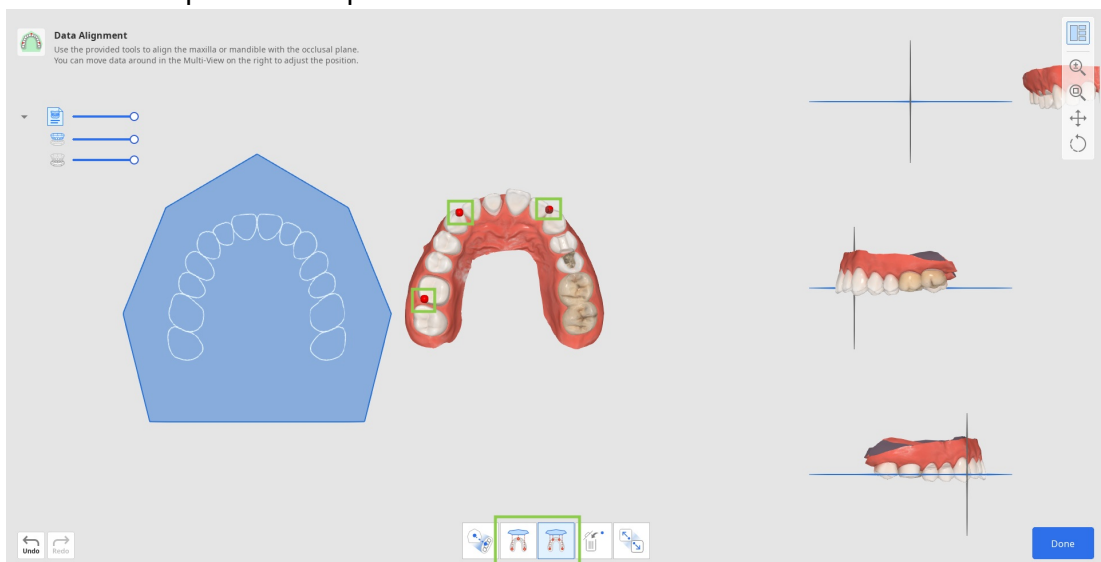 Data Alignment
Use the provided tools to align the maxilla or mandible with the occlusal plane.
You can move data around in the Multi-View on the right to adjust the position.
Undo
Redo
Done